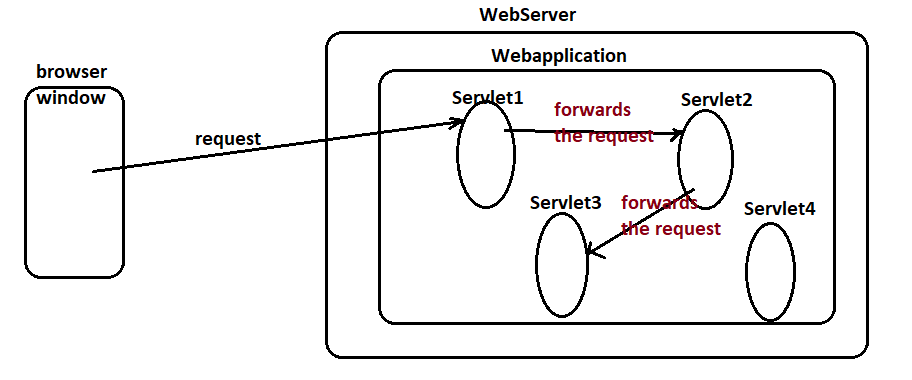 WebServer
Webapplication
browser
window
Servlet1
forwards
the request
Servlet2
request
Servlet3
forwards
the request
Servlet4